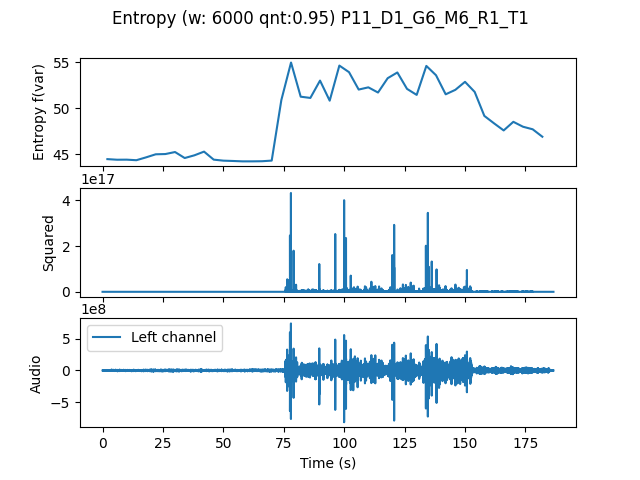 Entropy (w: 6000 qnt:0.95) P11_D1_G6_M6_R1_T1
55
50
45
Entropy f(var)
1e17
4
2
0
Squared
1e8
5
0
−5
Audio
Left channel
0 25 50 75 100 125 150 175
Time (s)